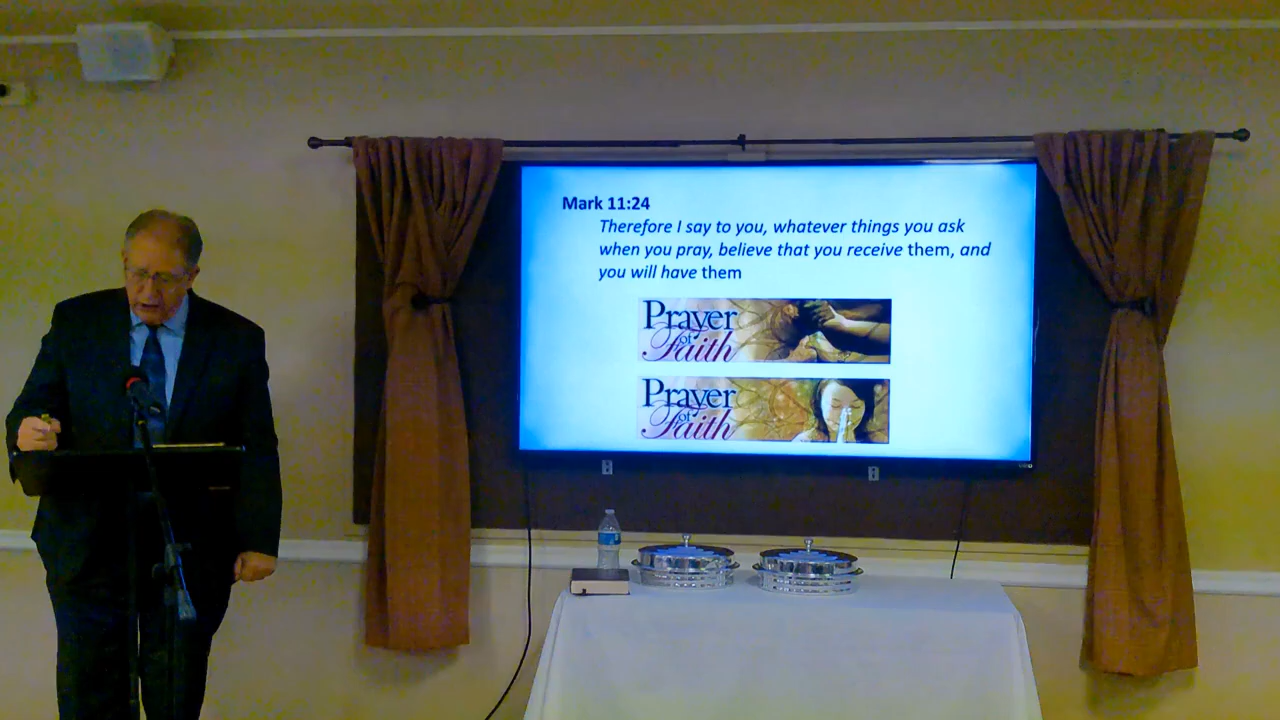 Mark 11:24
Therefore I say to you, whatever things you ask
when you pray, believe that you receive them, and
you will have them
Prayer
of
Faith
Prayer
of
Faith